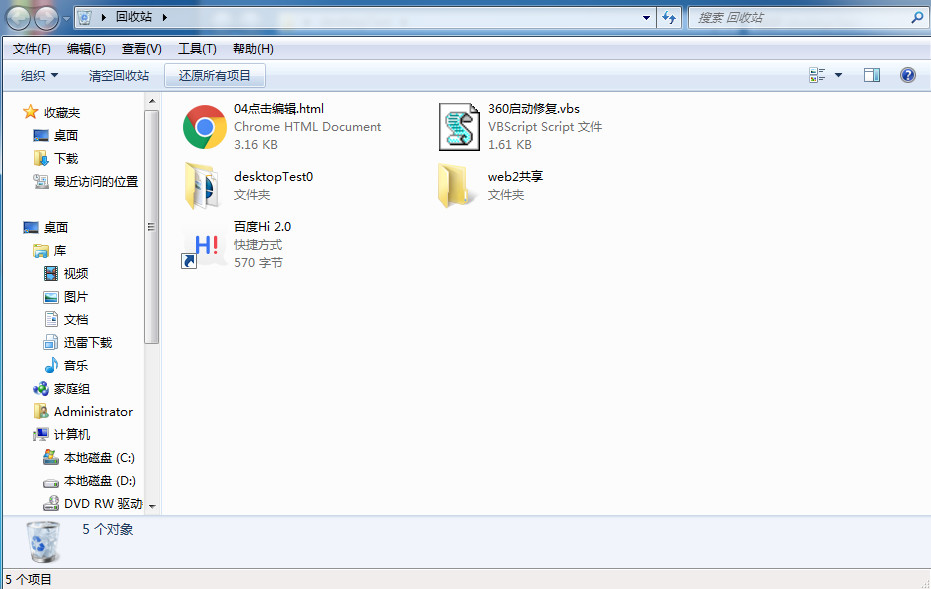 回收站
搜索 回收站
文件(F) 编辑(E) 查看(V) 工具(T) 帮助(H)
组织 清空回收站 还原所有项目
收藏夹
桌面
下载
最近访问的位置
桌面
库
视频
图片
文档
迅雷下载
音乐
家庭组
Administrator
计算机
本地磁盘 (C:)
本地磁盘 (D:)
DVD RW 驱动
04点击编辑.html
Chrome HTML Document
3.16 KB
360启动修复.vbs
VBScript Script 文件
1.61 KB
desktopTest0
文件夹
web2共享
文件夹
H!
百度Hi 2.0
快捷方式
570 字节
5 个对象
5 个项目